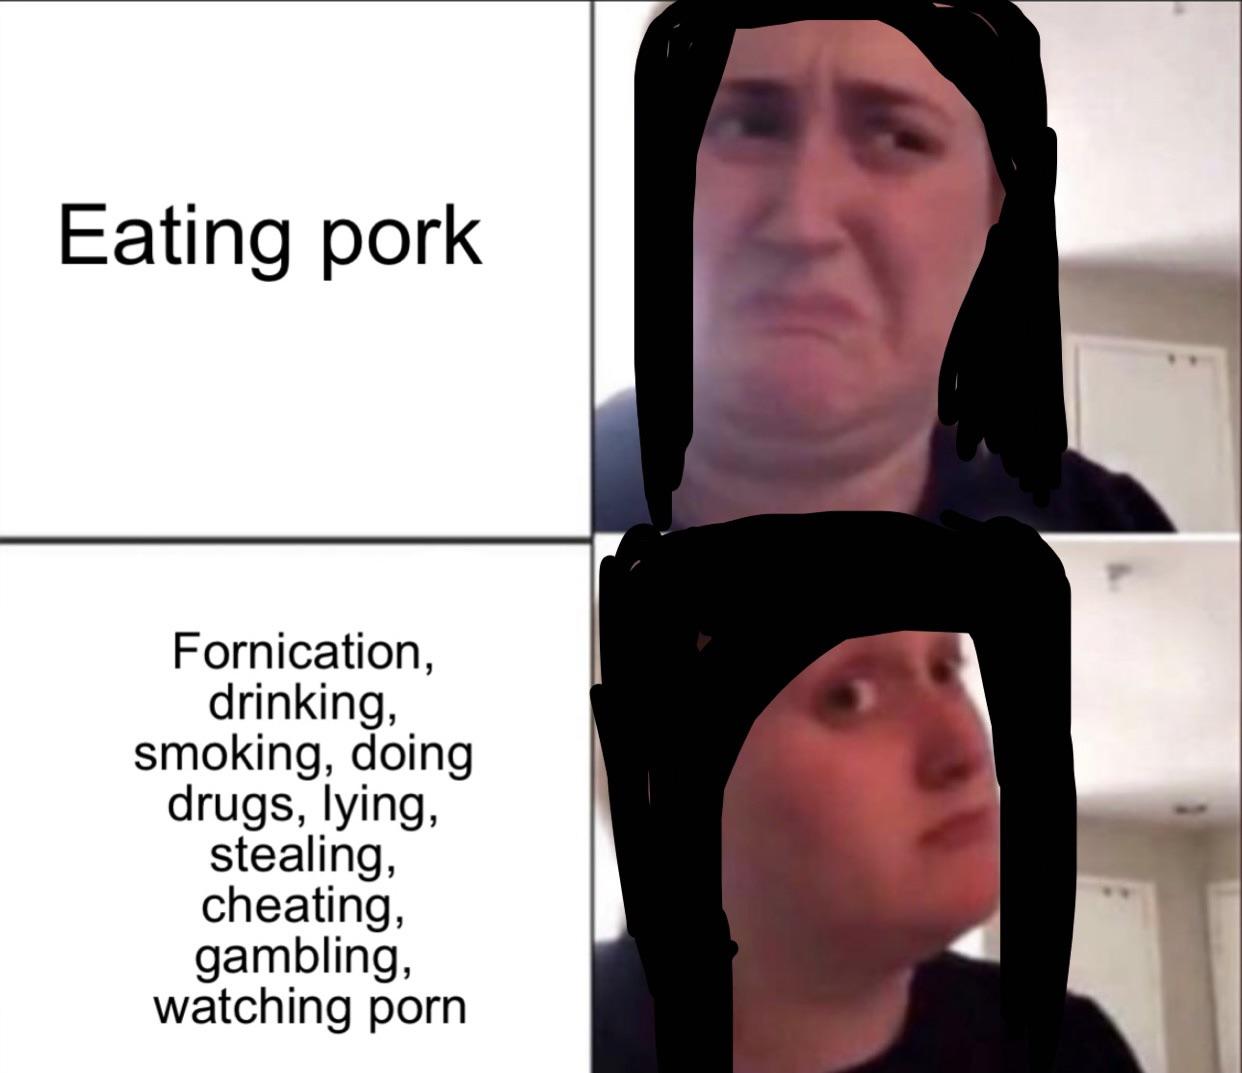 Eating pork
Fornication,
drinking,
smoking, doing
drugs, lying,
stealing,
cheating,
gambling,
watching porn